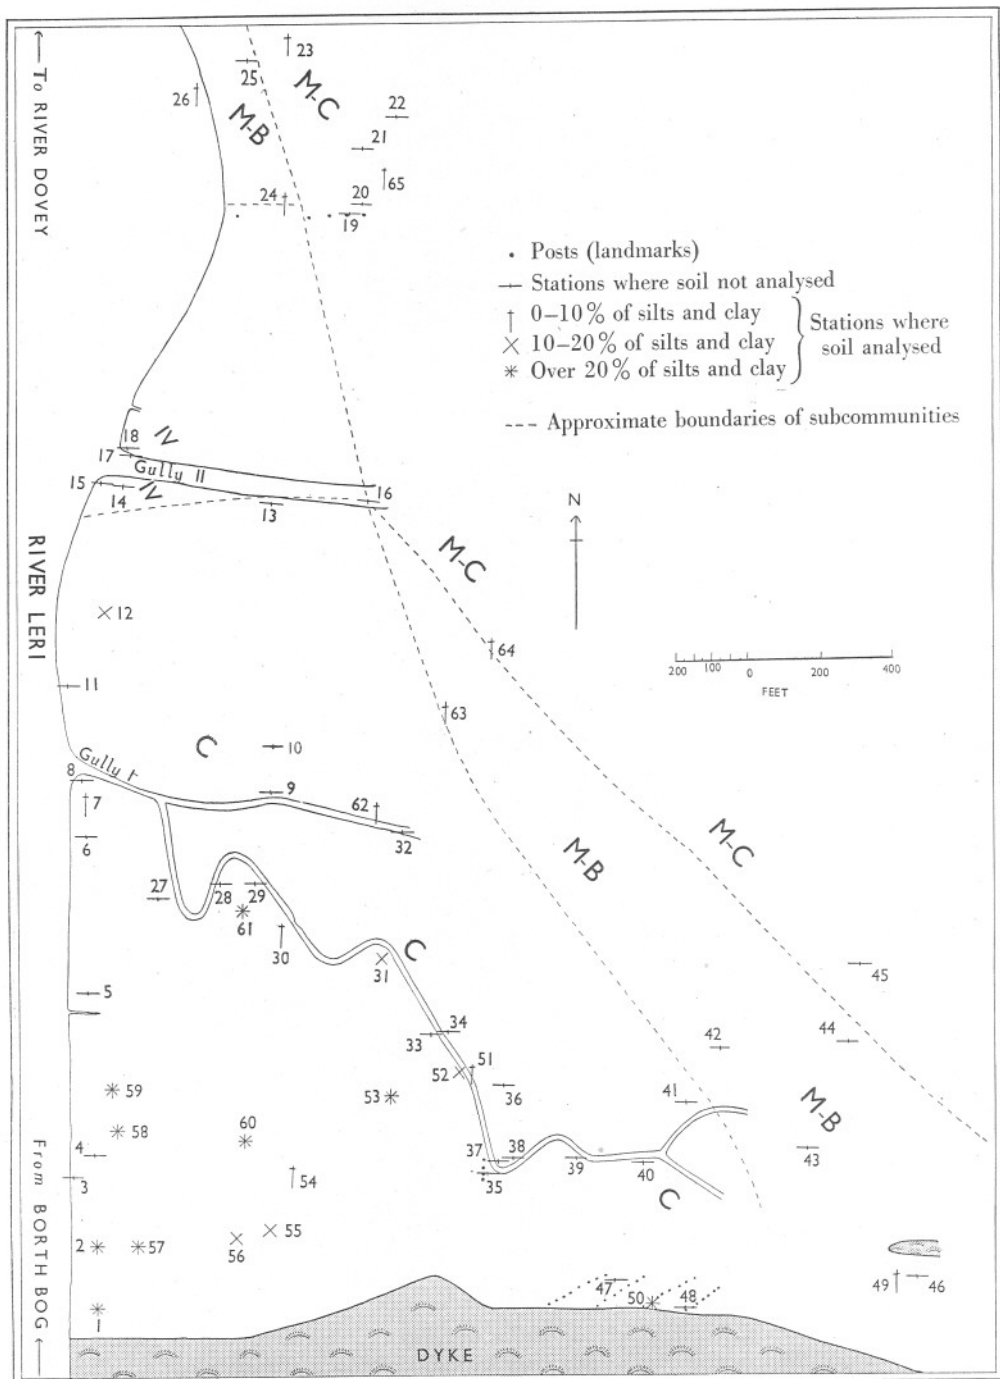 23
25
M-C
26
M-B
22
21
65
24
20
19
To RIVER DOVEY
Posts (landmarks)
Stations where soil not analysed
0–10% of silts and clay
10–20% of silts and clay
Over 20% of silts and clay
Stations where
soil analysed
--- Approximate boundaries of subcommunities
18
IV
17
Gully II
15
14
IV
16
13
N
M-C
RIVER LERI
12
64
200 100 0 200 400
FEET
11
63
C
10
Gully I
8
7
9
62
6
32
M-C
M-B
27
28
29
61
30
C
31
45
5
34
33
42
44
51
52
36
53
41
59
58
60
M-B
4
37
38
39
40
43
3
35
54
C
From BORTH BOG
55
56
2
57
47
49
46
50
48
1
DYKE